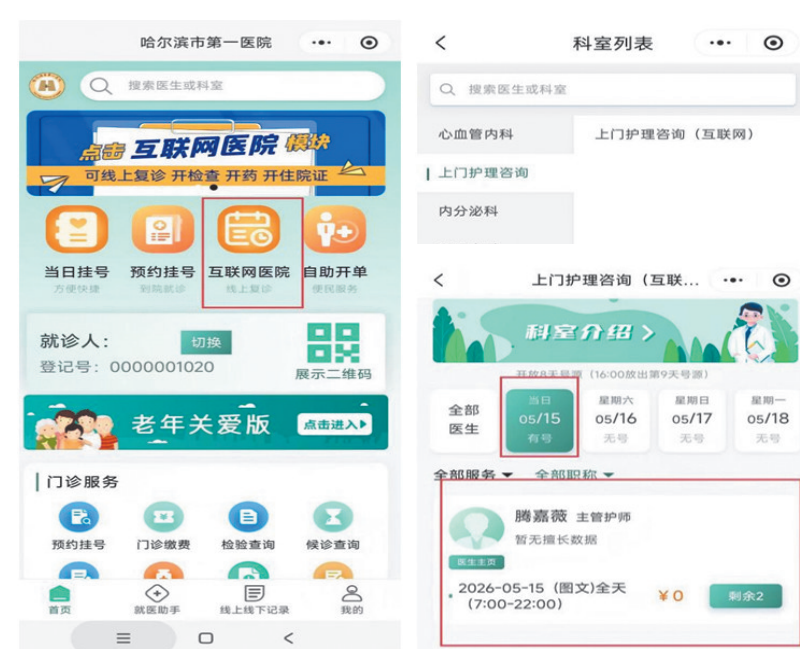 哈尔滨市第一医院
搜索医生或科室
点击 互联网医院 模块
可线上复诊 开检查 开药 开住院证
当日挂号 预约挂号 互联网医院 自助开单
方便快捷 到院就诊 线上复诊 便民服务
就诊人：
切换
登记号：0000001020
展示二维码
老年关爱版 点击进入
门诊服务
预约挂号 门诊缴费 检验查询 候诊查询
首页 就医助手 线上线下记录 我的
科室列表
搜索医生或科室
心血管内科 上门护理咨询（互联网）
上门护理咨询
内分泌科
上门护理咨询（互联...
科室介绍 >
开放8天号源（16:00放出第9天号源）
全部医生
当日 星期六 星期日 星期一
05/15 05/16 05/17 05/18
有号 无号 无号 无号
全部服务 全部职称
腾嘉薇 主管护师
暂无擅长数据
医生主页
2026-05-15（图文)全天
(7:00-22:00)
￥0
剩余2